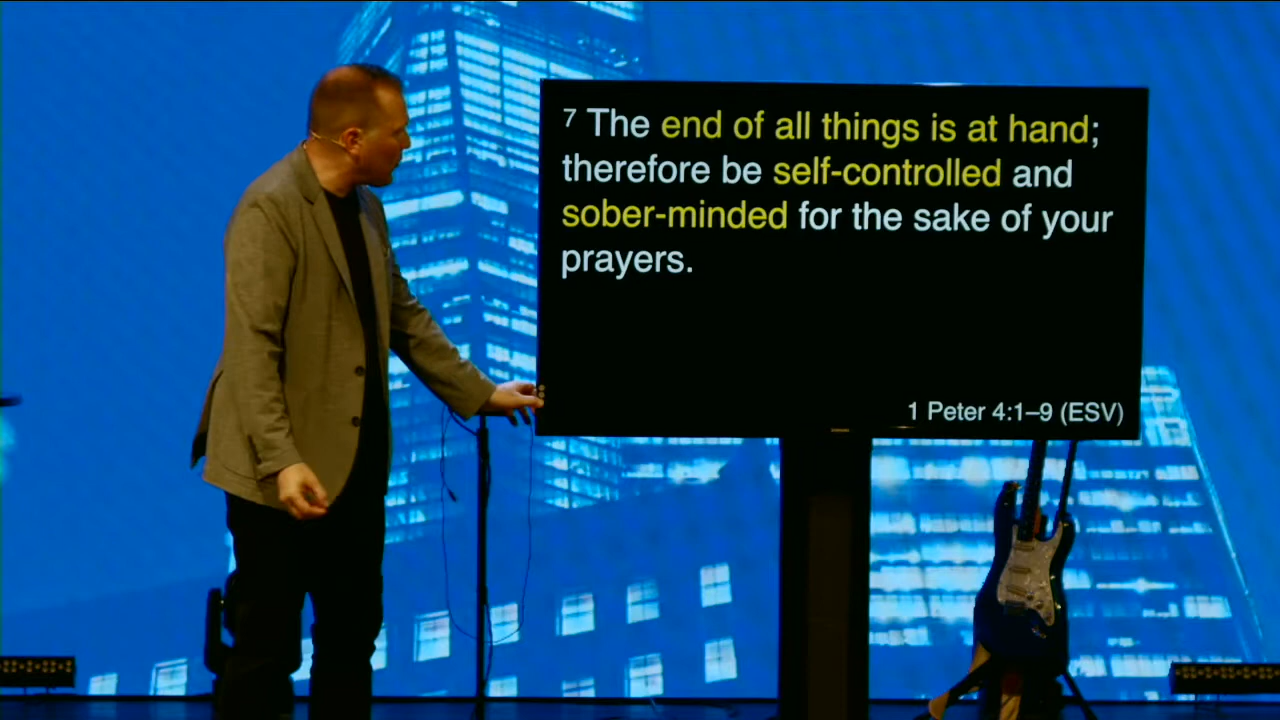 7 The end of all things is at hand;
therefore be self-controlled and
sober-minded for the sake of your
prayers.
1 Peter 4:1–9 (ESV)